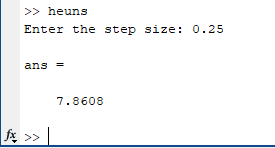 >> heuns
Enter the step size: 0.25
ans =
7.8608
fx >>